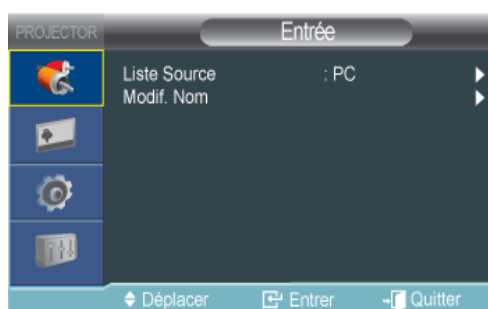 PROJECTOR
Entrée
Liste Source : PC
Modif. Nom
Déplacer Entrer Quitter